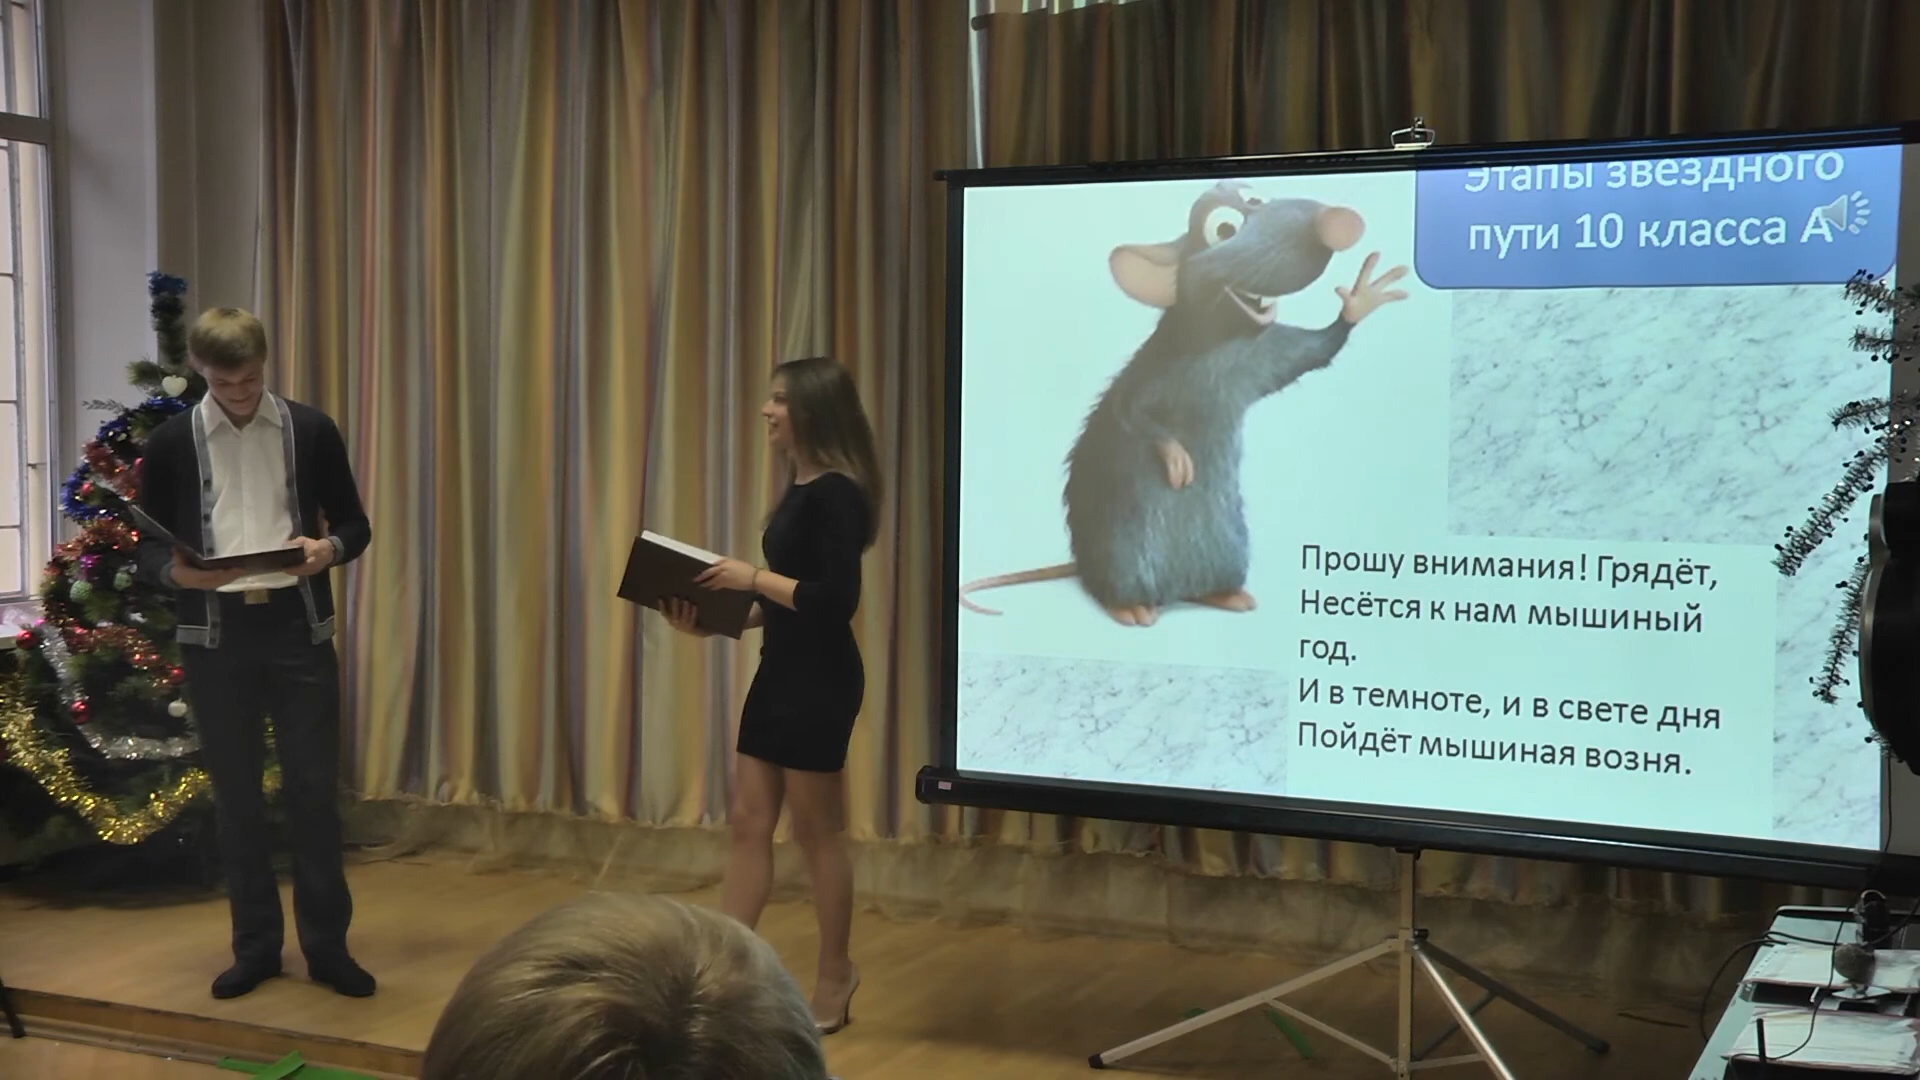 Этапы звездного
пути 10 класса А
Прошу внимания! Грядёт,
Несётся к нам мышиный
год.
И в темноте, и в свете дня
Пойдёт мышиная возня.